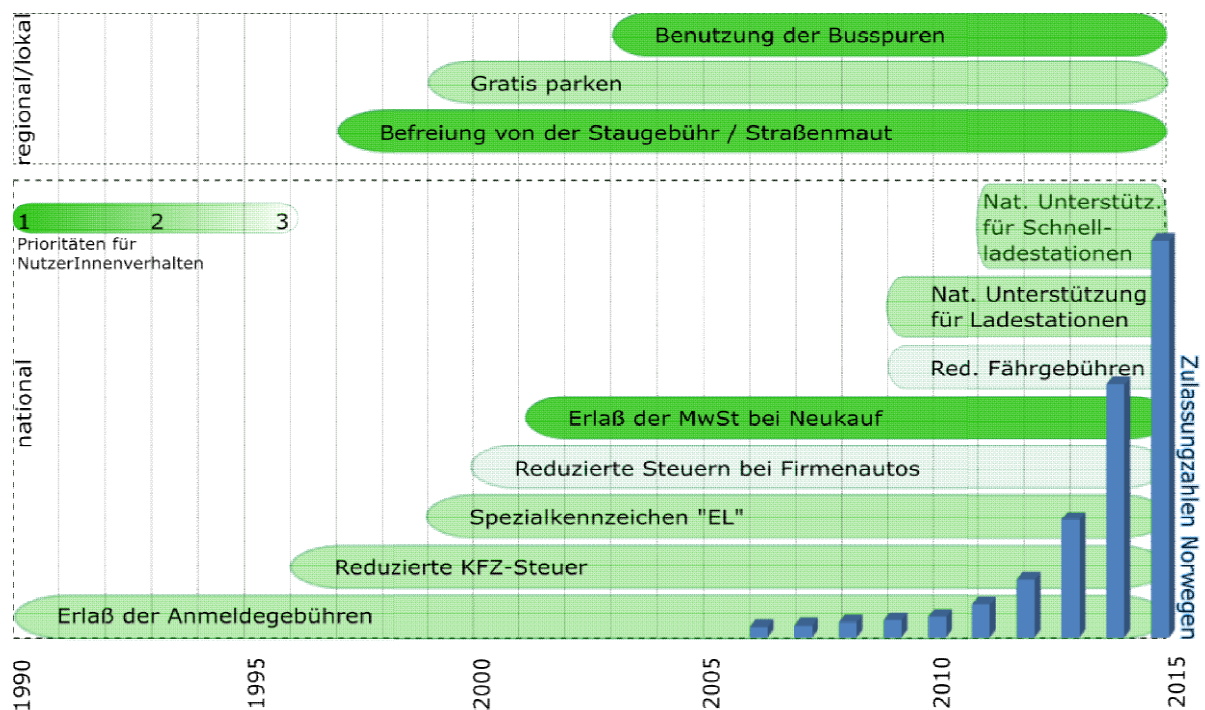 regional/lokal
Benutzung der Busspuren
Gratis parken
Befreiung von der Staugebühr / Straßenmaut
national
1 2 3
Prioritäten für
NutzerInnenverhalten
Nat. Unterstütz.
für Schnell-
ladestationen
Nat. Unterstützung
für Ladestationen
Red. Fährgebühren
Erlaß der MwSt bei Neukauf
Reduzierte Steuern bei Firmenautos
Spezialkennzeichen "EL"
Reduzierte KFZ-Steuer
Erlaß der Anmeldegebühren
Zulassungzahlen Norwegen
1990 1995 2000 2005 2010 2015